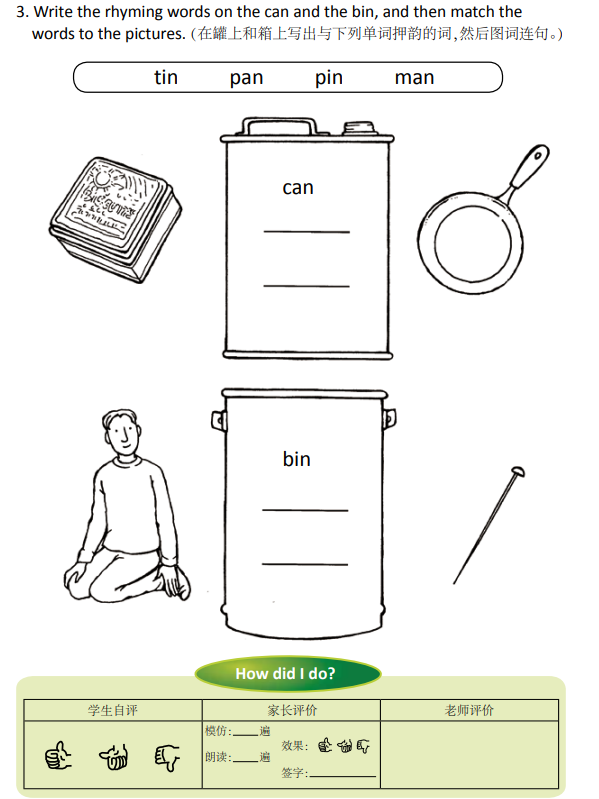 3. Write the rhyming words on the can and the bin, and then match the
words to the pictures. (在罐上和箱上写出与下列单词押韵的词,然后图词连句。)
tin pan pin man
can
bin
How did I do?
学生自评 家长评价 老师评价
模仿:____遍
朗读:____遍
效果:
签字:__________